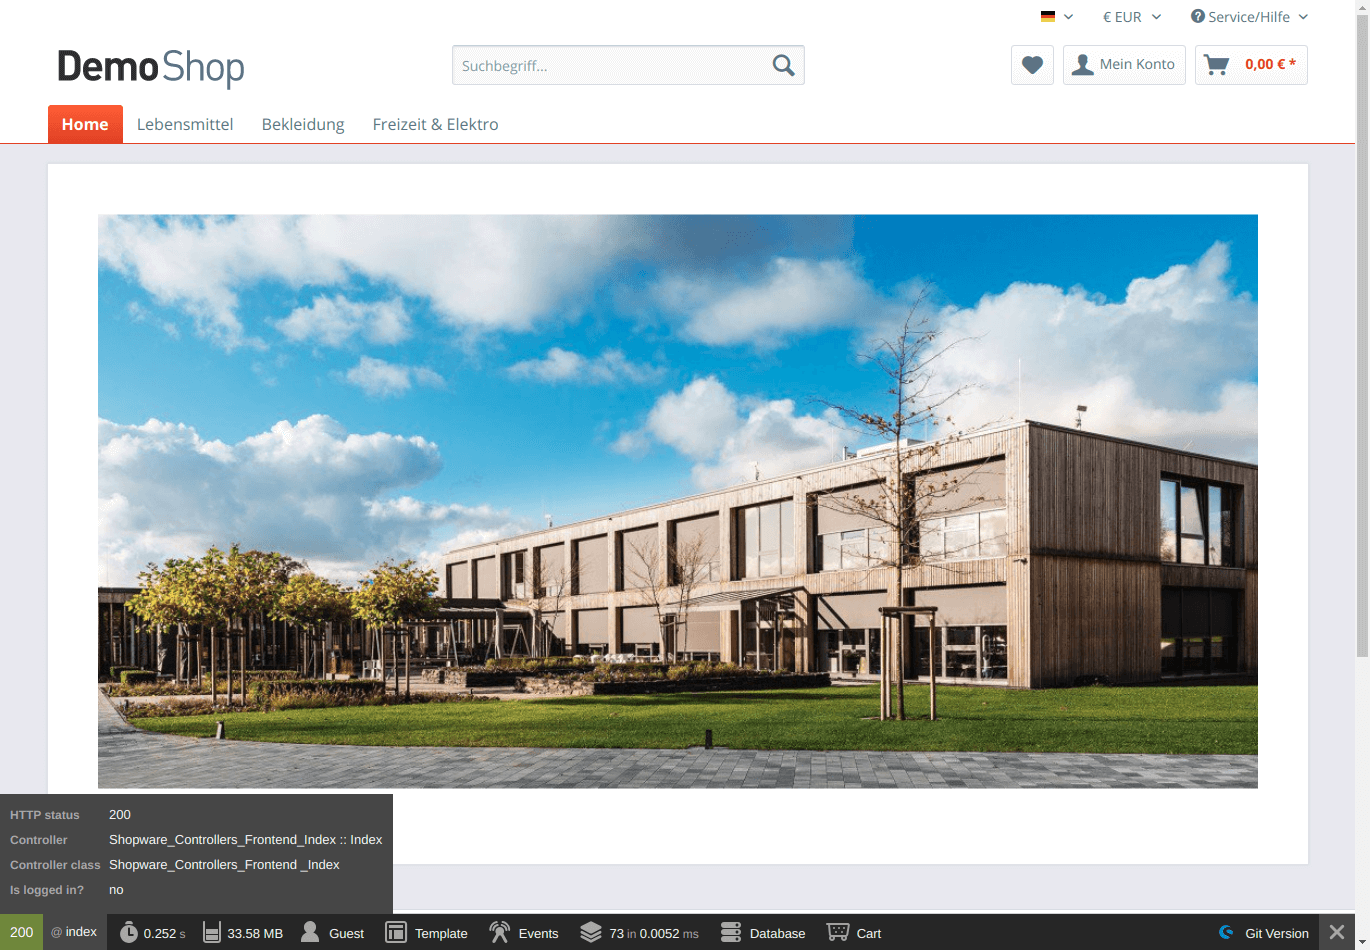 € EUR
Service/Hilfe
DemoShop
Suchbegriff...
Mein Konto
0,00 € *
Home
Lebensmittel
Bekleidung
Freizeit & Elektro
HTTP status 200
Controller Shopware_Controllers_Frontend_Index :: Index
Controller class Shopware_Controllers_Frontend _Index
Is logged in? no
200
@ index
0.252 s
33.58 MB
Guest
Template
Events
73 in 0.0052 ms
Database
Cart
Git Version